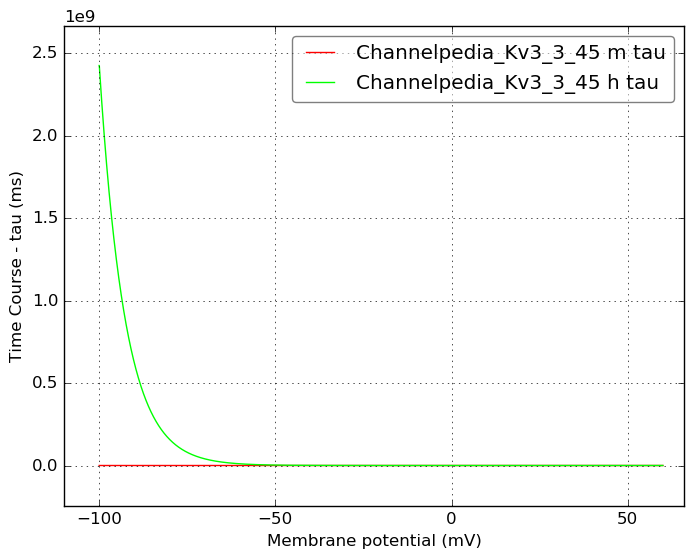 1e9
Channelpedia_Kv3_3_45 m tau
Channelpedia_Kv3_3_45 h tau
2.5
2.0
1.5
1.0
0.5
0.0
Time Course - tau (ms)
−100
−50
0
50
Membrane potential (mV)